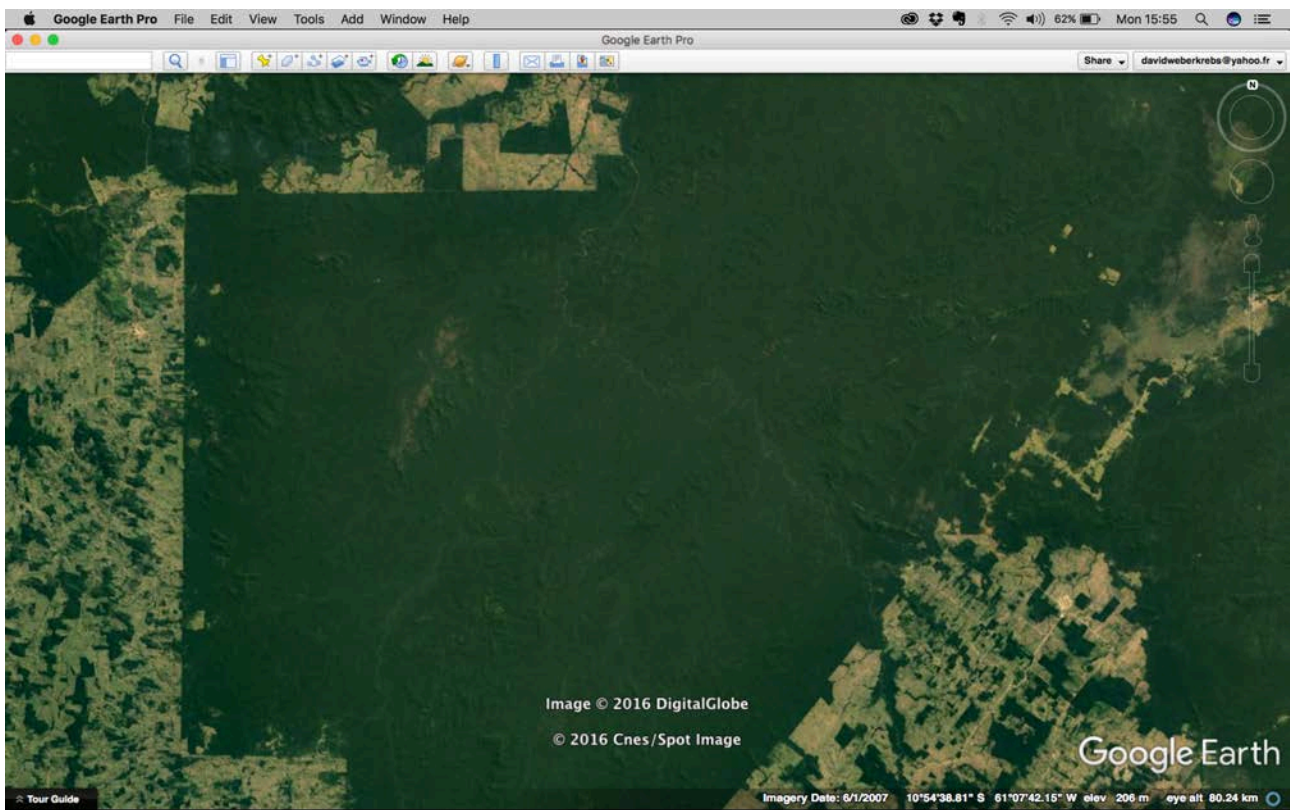 Google Earth Pro File Edit View Tools Add Window Help 62% Mon 15:55
Google Earth Pro
Share davidweberkrebs@yahoo.fr
N
Image © 2016 DigitalGlobe
© 2016 Cnes/Spot Image
Google Earth
Tour Guide Imagery Date: 6/1/2007 10°54'38.81" S 61°07'42.15" W elev 206 m eye alt 80.24 km